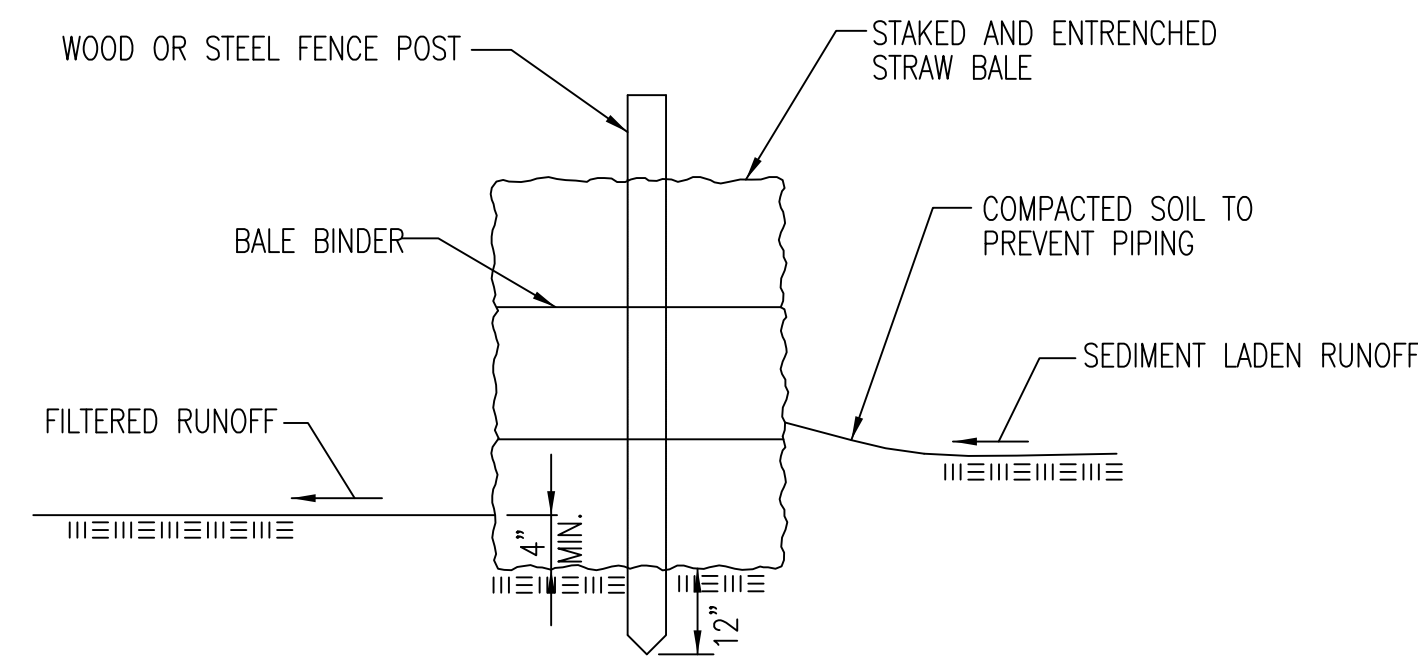 WOOD OR STEEL FENCE POST
STAKED AND ENTRENCHED
STRAW BALE
BALE BINDER
COMPACTED SOIL TO
PREVENT PIPING
SEDIMENT LADEN RUNOFF
FILTERED RUNOFF
4"
MIN.
12"